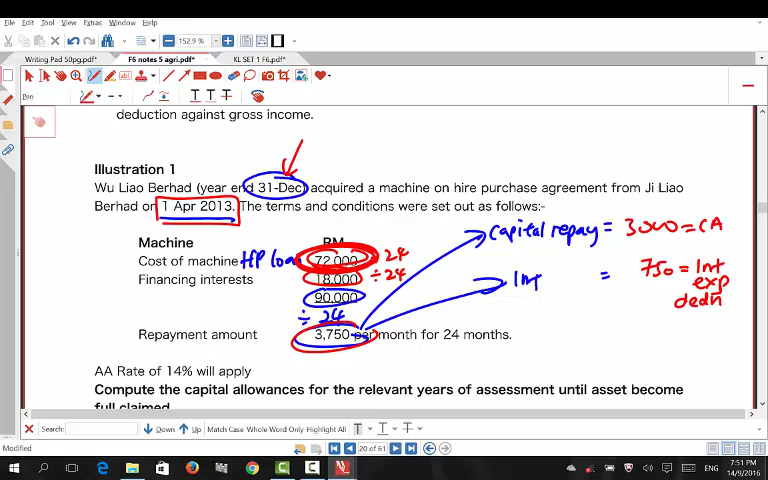 File Edit Tool View Extras Window Help
152.9%
Writing Pad 50pg.pdf* F6 notes 5 agri.pdf* KL SET 1 F6.pdf*
Pen
deduction against gross income.
Illustration 1
Wu Liao Berhad (year end 31-Dec) acquired a machine on hire purchase agreement from Ji Liao
Berhad on 1 Apr 2013. The terms and conditions were set out as follows:-
Capital repay = 3000 = CA
Machine RM
Cost of machine HP loan 72,000 24
Financing interests 18,000 ÷ 24
Int = 750 = Int exp dedn
90,000
÷ 24
Repayment amount 3,750 per month for 24 months.
AA Rate of 14% will apply
Compute the capital allowances for the relevant years of assessment until asset become
full claimed
Modified
Search: Down Up Match Case Whole Word Only Highlight All
20 of 61
ENG
7:51 PM
14/9/2016